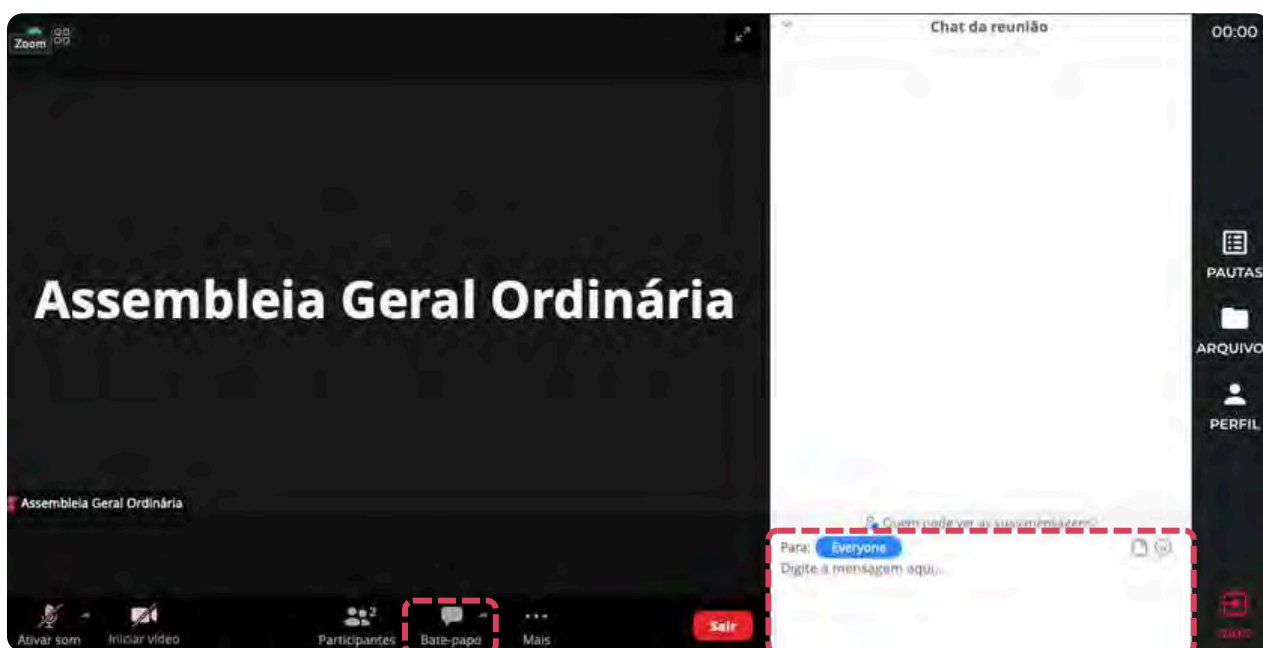 Zoom
Assembleia Geral Ordinária
Assembleia Geral Ordinária
Ativar som
Iniciar vídeo
Participantes
2
Bate-papo
Mais
Sair
Chat da reunião
Quem pode ver as suas mensagens?
Para: Everyone
Digite a mensagem aqui...
00:00
PAUTAS
ARQUIVO
PERFIL